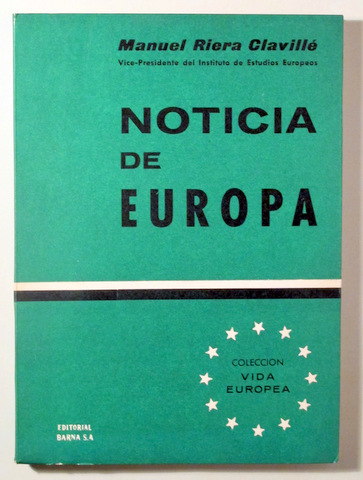 Manuel Riera Clavillé
Vice-Presidente del Instituto de Estudios Europeos
NOTICIA
DE
EUROPA
COLECCION
VIDA
EUROPEA
EDITORIAL
BARNA S.A